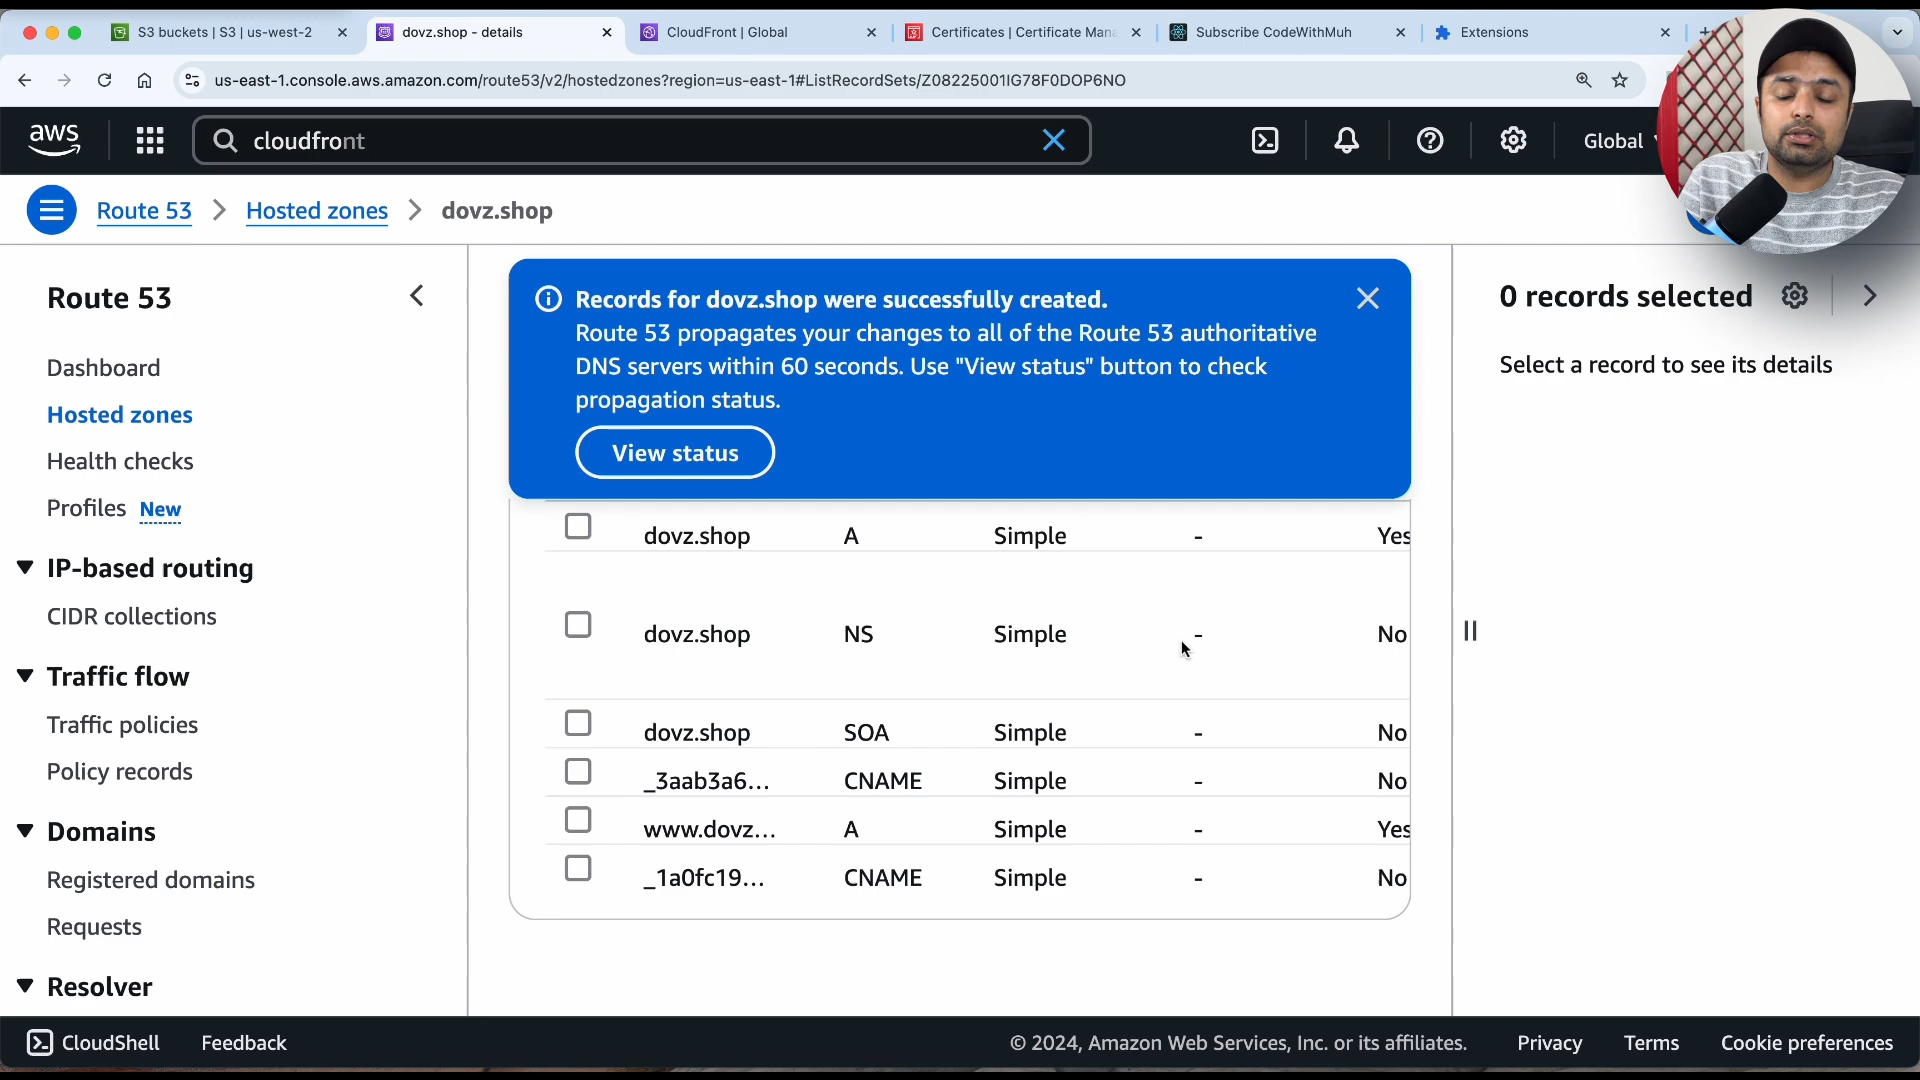 S3 buckets | S3 | us-west-2
dovz.shop - details
CloudFront | Global
Certificates | Certificate Mana
Subscribe CodeWithMuh
Extensions
us-east-1.console.aws.amazon.com/route53/v2/hostedzones?region=us-east-1#ListRecordSets/Z08225001IG78F0DOP6NO
aws
cloudfront
Global
Route 53
Hosted zones
dovz.shop
Route 53
Dashboard
Hosted zones
Health checks
Profiles New
IP-based routing
CIDR collections
Traffic flow
Traffic policies
Policy records
Domains
Registered domains
Requests
Resolver
Records for dovz.shop were successfully created.
Route 53 propagates your changes to all of the Route 53 authoritative
DNS servers within 60 seconds. Use "View status" button to check
propagation status.
View status
dovz.shop A Simple - Yes
dovz.shop NS Simple - No
dovz.shop SOA Simple - No
_3aab3a6... CNAME Simple - No
www.dovz... A Simple - Yes
_1a0fc19... CNAME Simple - No
0 records selected
Select a record to see its details
CloudShell
Feedback
© 2024, Amazon Web Services, Inc. or its affiliates.
Privacy
Terms
Cookie preferences